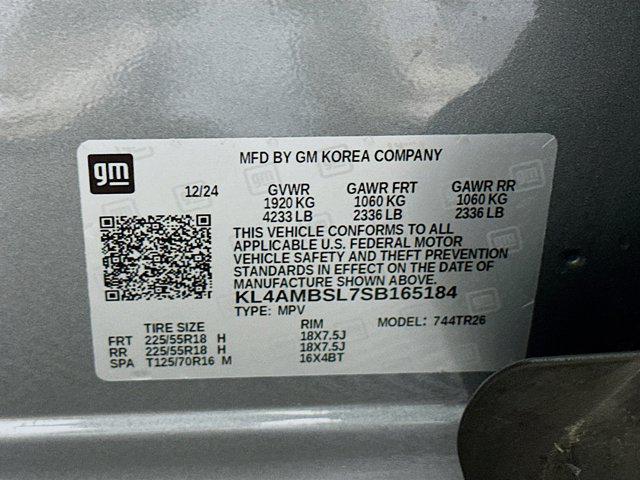 gm
MFD BY GM KOREA COMPANY
12/24 GVWR GAWR FRT GAWR RR
1920 KG 1060 KG 1060 KG
4233 LB 2336 LB 2336 LB
THIS VEHICLE CONFORMS TO ALL
APPLICABLE U.S. FEDERAL MOTOR
VEHICLE SAFETY AND THEFT PREVENTION
STANDARDS IN EFFECT ON THE DATE OF
MANUFACTURE SHOWN ABOVE.
KL4AMBSL7SB165184
TYPE: MPV MODEL: 744TR26
TIRE SIZE RIM
FRT 225/55R18 H 18X7.5J
RR 225/55R18 H 18X7.5J
SPA T125/70R16 M 16X4BT